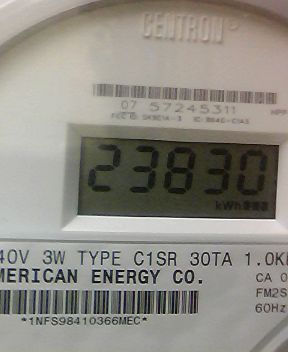 CENTRON®
07 57245311
23830
kWh
40V 3W TYPE C1SR 30TA 1.0K
MERICAN ENERGY CO. CA 0
FM2S
60Hz
*1NFS98410366MEC*